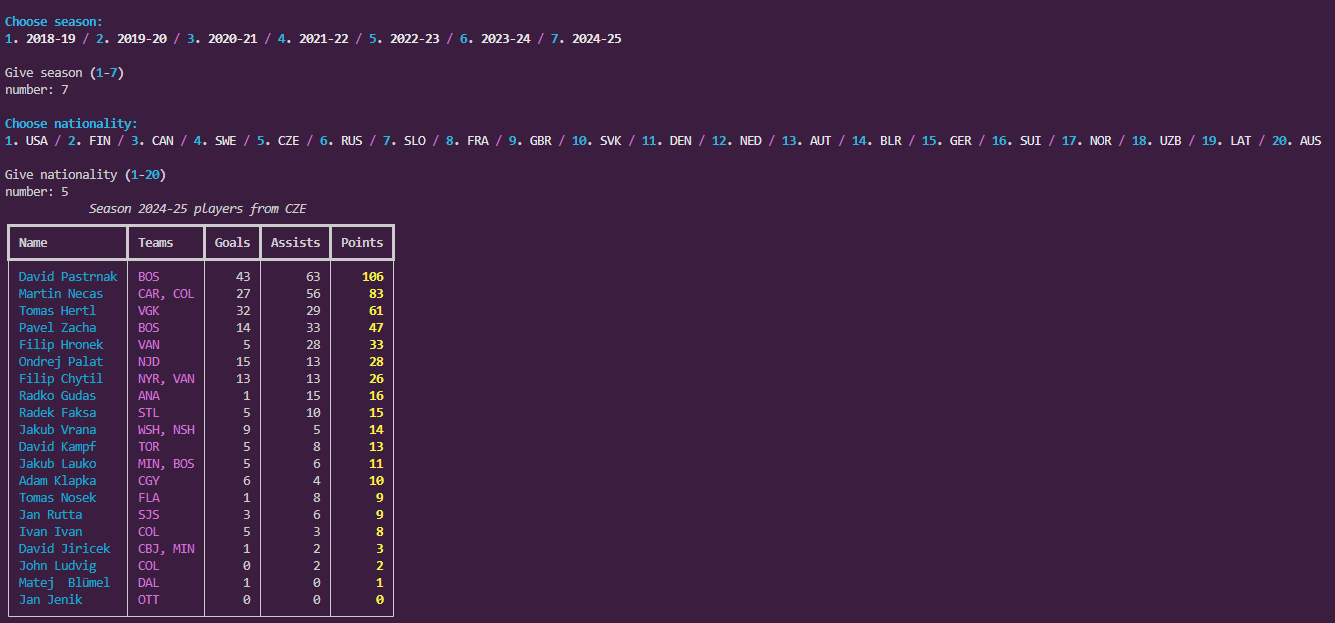 Choose season:
1. 2018-19 / 2. 2019-20 / 3. 2020-21 / 4. 2021-22 / 5. 2022-23 / 6. 2023-24 / 7. 2024-25
Give season (1-7)
number: 7
Choose nationality:
1. USA / 2. FIN / 3. CAN / 4. SWE / 5. CZE / 6. RUS / 7. SLO / 8. FRA / 9. GBR / 10. SVK / 11. DEN / 12. NED / 13. AUT / 14. BLR / 15. GER / 16. SUI / 17. NOR / 18. UZB / 19. LAT / 20. AUS
Give nationality (1-20)
number: 5
Season 2024-25 players from CZE
Name Teams Goals Assists Points
David Pastrnak BOS 43 63 106
Martin Necas CAR, COL 27 56 83
Tomas Hertl VGK 32 29 61
Pavel Zacha BOS 14 33 47
Filip Hronek VAN 5 28 33
Ondrej Palat NJD 15 13 28
Filip Chytil NYR, VAN 13 13 26
Radko Gudas ANA 1 15 16
Radek Faksa STL 5 10 15
Jakub Vrana WSH, NSH 9 5 14
David Kampf TOR 5 8 13
Jakub Lauko MIN, BOS 5 6 11
Adam Klapka CGY 6 4 10
Tomas Nosek FLA 1 8 9
Jan Rutta SJS 3 6 9
Ivan Ivan COL 5 3 8
David Jiricek CBJ, MIN 1 2 3
John Ludvig COL 0 2 2
Matej  Blümel DAL 1 0 1
Jan Jenik OTT 0 0 0